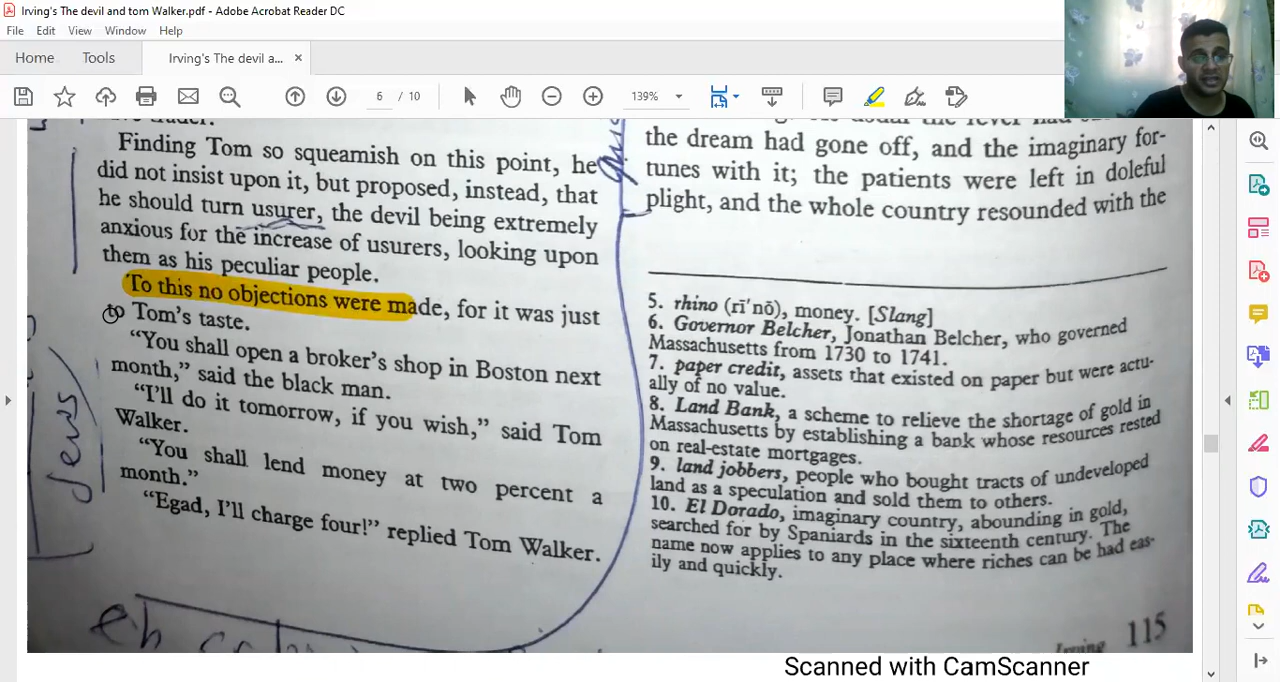 Irving's The devil and tom Walker.pdf - Adobe Acrobat Reader DC
File Edit View Window Help
Home Tools Irving's The devil a... ×
6 / 10 139%
Finding Tom so squeamish on this point, he
did not insist upon it, but proposed, instead, that
he should turn usurer, the devil being extremely
anxious for the increase of usurers, looking upon
them as his peculiar people.
To this no objections were made, for it was just
to Tom's taste.
"You shall open a broker's shop in Boston next
month," said the black man.
"I'll do it tomorrow, if you wish," said Tom
Walker.
"You shall lend money at two percent a
month."
"Egad, I'll charge four!" replied Tom Walker.
Jews
the dream had gone off, and the imaginary for-
tunes with it; the patients were left in doleful
plight, and the whole country resounded with the
5. rhino (rī′nō), money. [Slang]
6. Governor Belcher, Jonathan Belcher, who governed
Massachusetts from 1730 to 1741.
7. paper credit, assets that existed on paper but were actu-
ally of no value.
8. Land Bank, a scheme to relieve the shortage of gold in
Massachusetts by establishing a bank whose resources rested
on real-estate mortgages.
9. land jobbers, people who bought tracts of undeveloped
land as a speculation and sold them to others.
10. El Dorado, imaginary country, abounding in gold,
searched for by Spaniards in the sixteenth century. The
name now applies to any place where riches can be had eas-
ily and quickly.
Irving 115
Scanned with CamScanner